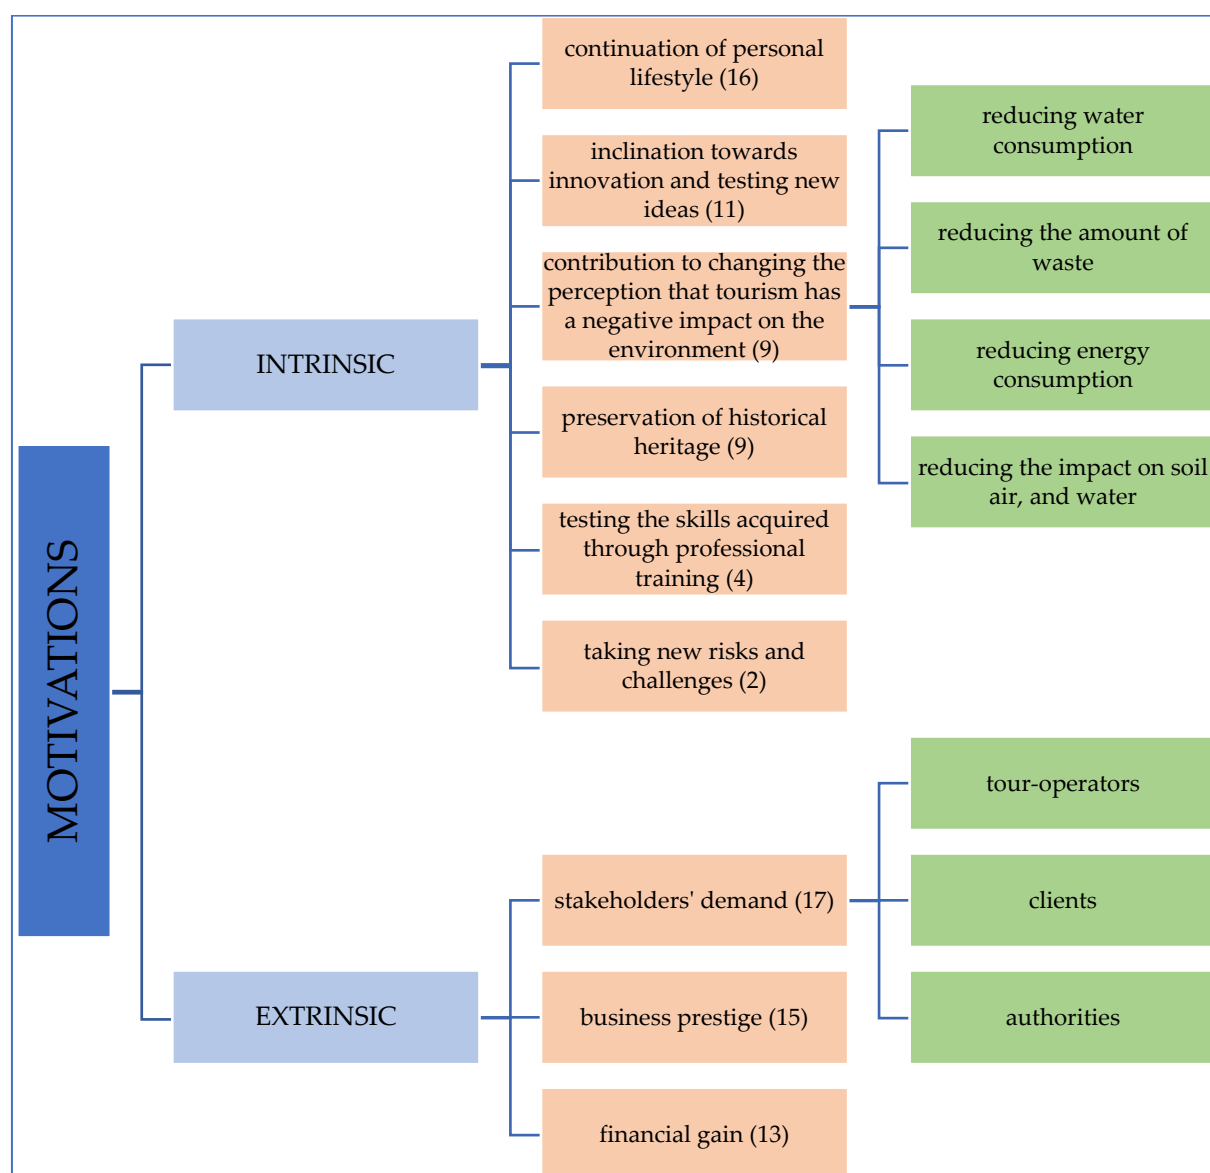 MOTIVATIONS
INTRINSIC
continuation of personal
lifestyle (16)
inclination towards
innovation and testing new
ideas (11)
contribution to changing the
perception that tourism has
a negative impact on the
environment (9)
reducing water
consumption
reducing the amount of
waste
reducing energy
consumption
reducing the impact on soil
air, and water
preservation of historical
heritage (9)
testing the skills acquired
through professional
training (4)
taking new risks and
challenges (2)
EXTRINSIC
stakeholders' demand (17)
tour-operators
clients
authorities
business prestige (15)
financial gain (13)